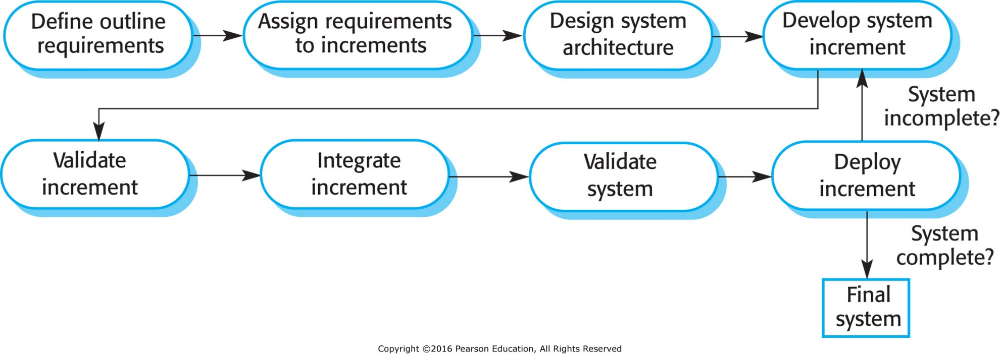 Define outline
requirements
Assign requirements
to increments
Design system
architecture
Develop system
increment
System
incomplete?
Validate
increment
Integrate
increment
Validate
system
Deploy
increment
System
complete?
Final
system
Copyright ©2016 Pearson Education, All Rights Reserved